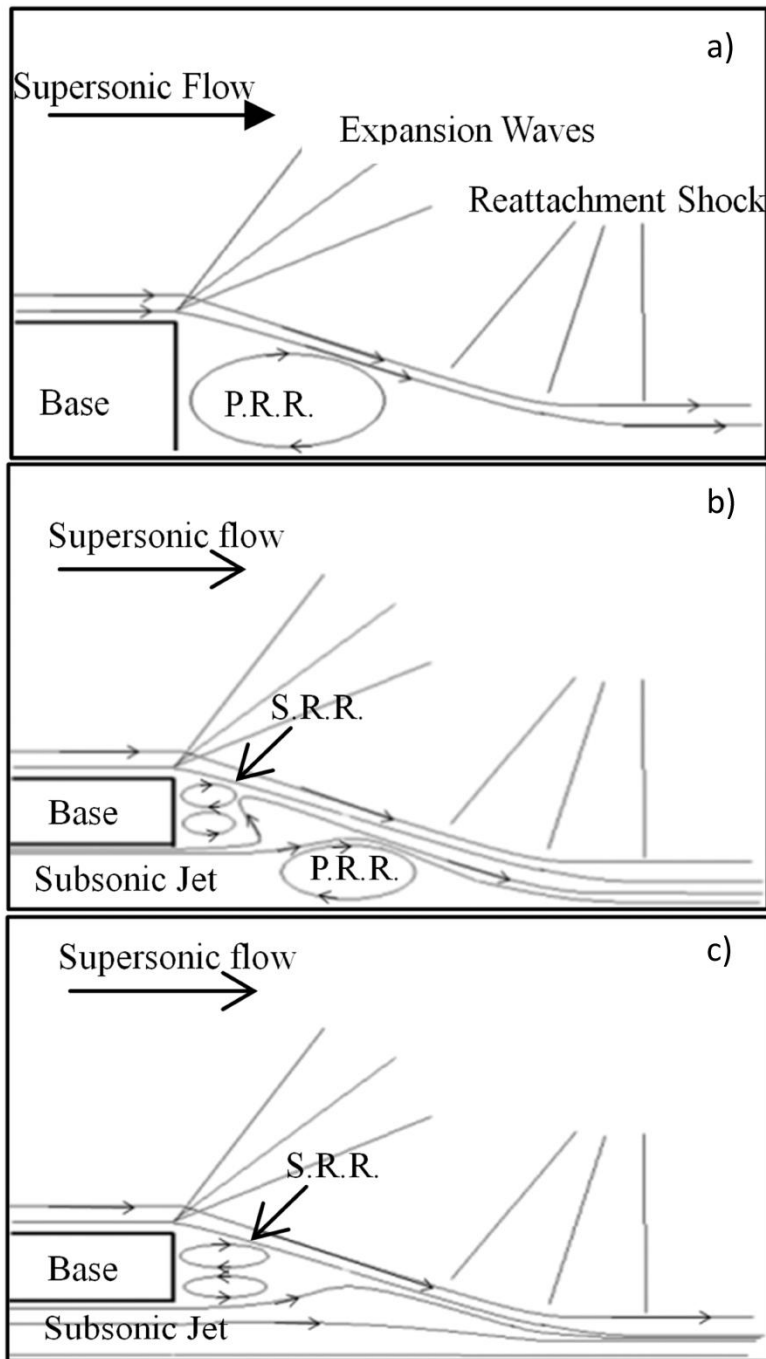 a)
Supersonic Flow
Expansion Waves
Reattachment Shock
Base
P.R.R.
b)
Supersonic flow
S.R.R.
Base
Subsonic Jet
P.R.R.
c)
Supersonic flow
S.R.R.
Base
Subsonic Jet